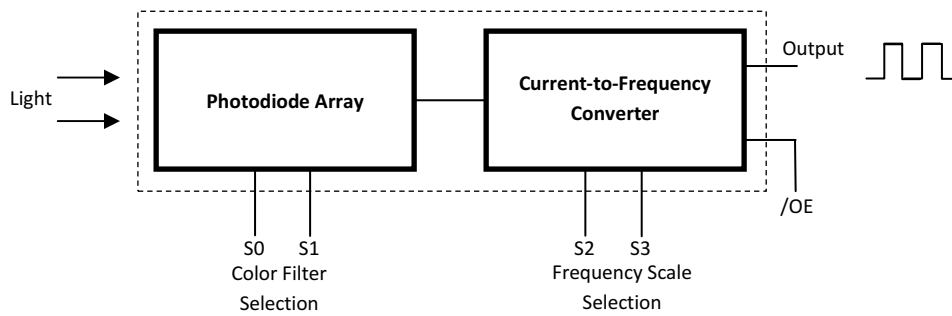 Light
Photodiode Array
Current-to-Frequency
Converter
Output
/OE
S0 S1
Color Filter
Selection
S2 S3
Frequency Scale
Selection